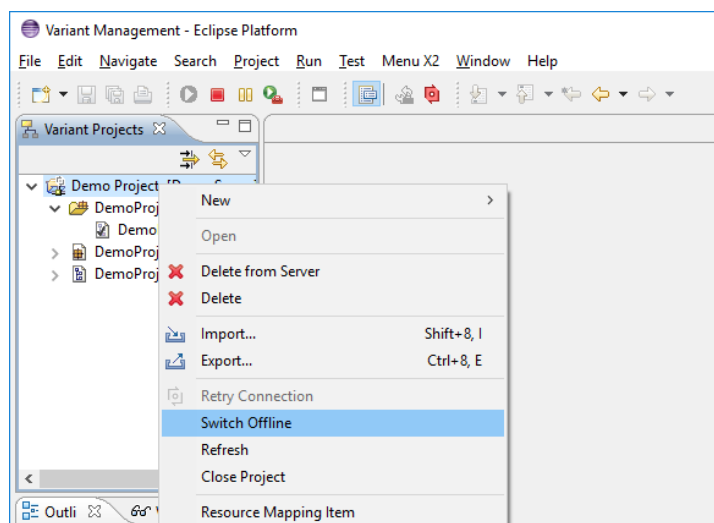 Variant Management - Eclipse Platform
File Edit Navigate Search Project Run Test Menu X2 Window Help
Variant Projects
Demo Project
DemoProj
Demo
DemoProj
DemoProj
New
Open
Delete from Server
Delete
Import... Shift+8, I
Export... Ctrl+8, E
Retry Connection
Switch Offline
Refresh
Close Project
Outli
Resource Mapping Item